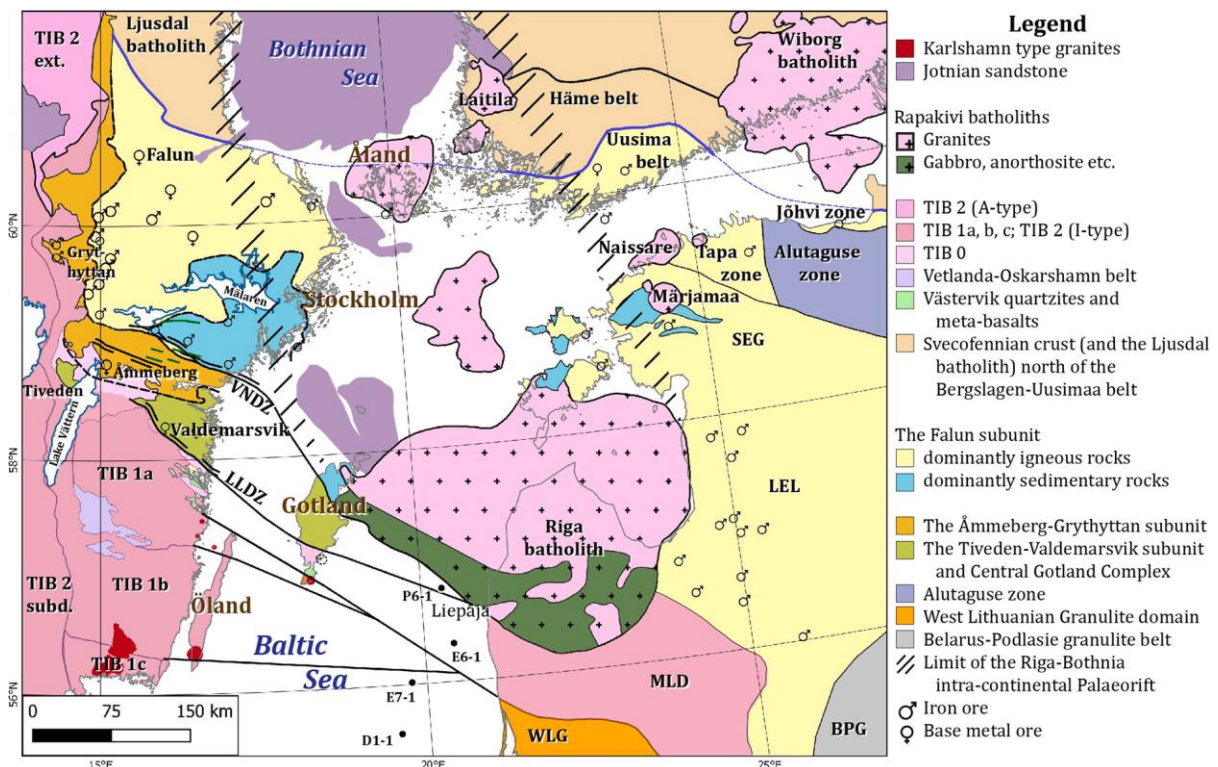 TIB 2
ext.
Ljusdal
batholith
Bothnian
Sea
Wiborg
batholith
Laitila
Häme belt
Falun
Åland
Uusima
belt
60°N
Gryt
hyttan
Mälaren
Stockholm
Naissare
Tapa
zone
Jõhvi zone
Alutaguse
zone
Märjamaa
SEG
Tiveden
Åmmeberg
VNDZ
Lake Vättern
Valdemarsvik
58°N
TIB 1a
LLDZ
Gotland
LEL
Riga
batholith
TIB 2
subd.
TIB 1b
Öland
P6-1
Liepāja
TIB 1c
Baltic
Sea
E6-1
E7-1
MLD
56°N
0 75 150 km
D1-1
WLG
BPG
15°E
20°E
25°E
Legend
Karlshamn type granites
Jotnian sandstone
Rapakivi batholiths
Granites
Gabbro, anorthosite etc.
TIB 2 (A-type)
TIB 1a, b, c; TIB 2 (I-type)
TIB 0
Vetlanda-Oskarshamn belt
Västervik quartzites and
meta-basalts
Svecofennian crust (and the Ljusdal
batholith) north of the
Bergslagen-Uusimaa belt
The Falun subunit
dominantly igneous rocks
dominantly sedimentary rocks
The Åmmeberg-Grythyttan subunit
The Tiveden-Valdemarsvik subunit
and Central Gotland Complex
Alutaguse zone
West Lithuanian Granulite domain
Belarus-Podlasie granulite belt
Limit of the Riga-Bothnia
intra-continental Palaeorift
Iron ore
Base metal ore